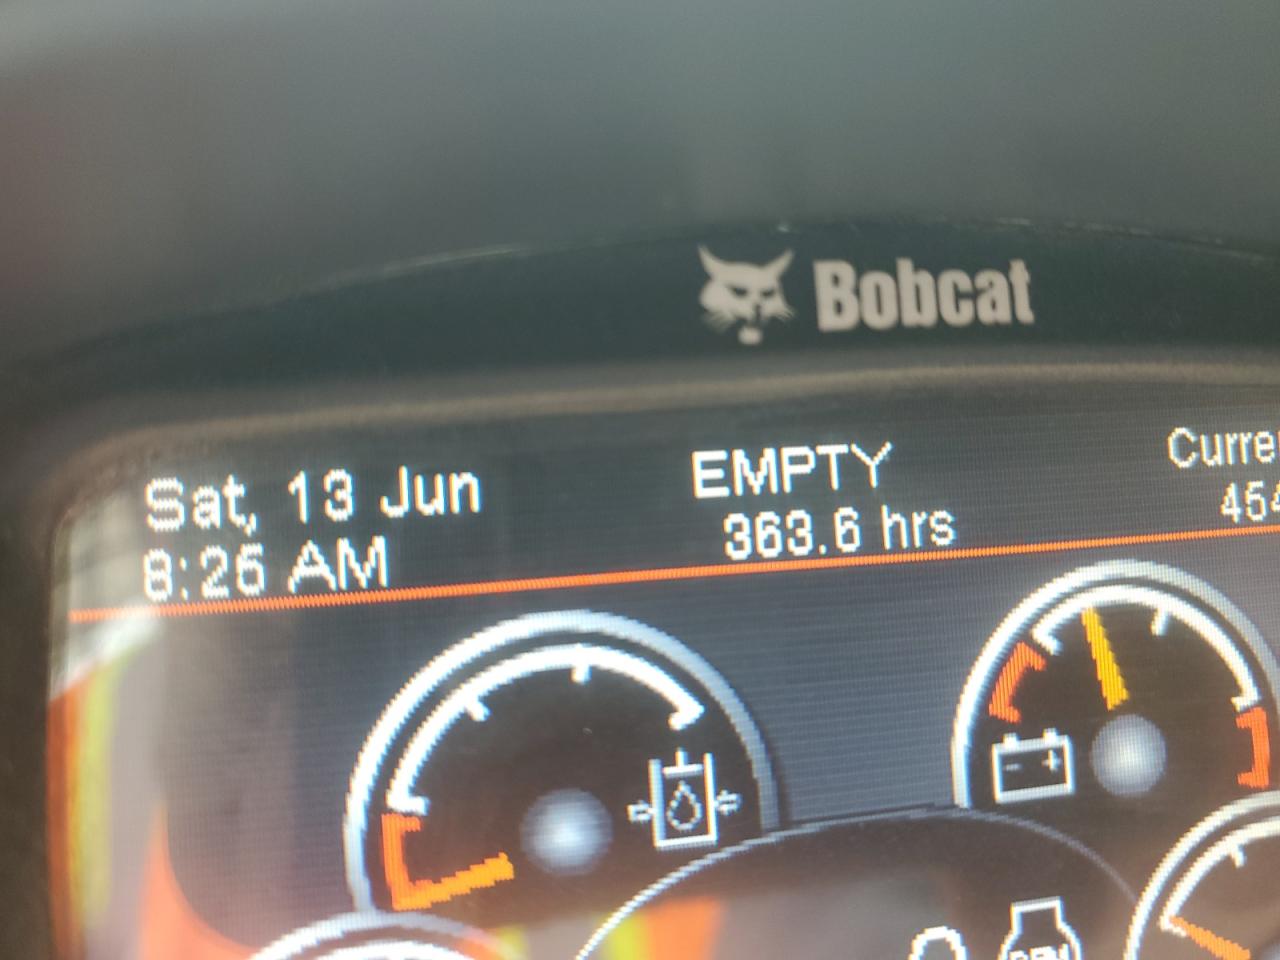 Bobcat
Sat, 13 Jun
8:26 AM
EMPTY
363.6 hrs